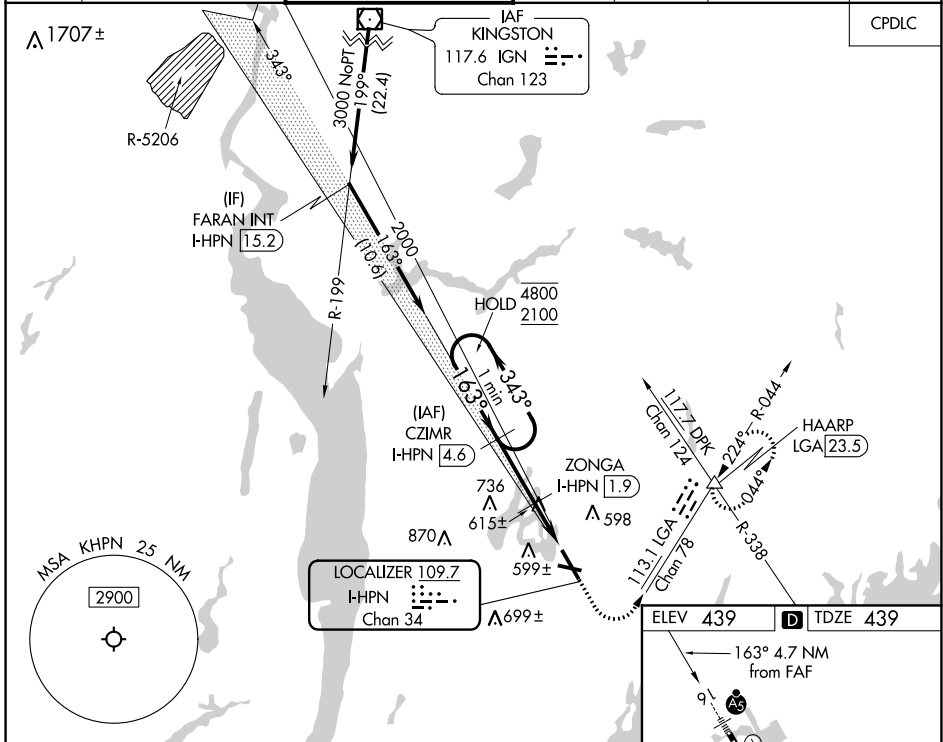 1707±
CPDLC
IAF
KINGSTON
117.6 IGN
Chan 123
343°
3000 NoPT
199°
(22.4)
R-5206
(IF)
FARAN INT
I-HPN 15.2
2000
163°
(10.6)
R-199
HOLD 4800
2100
1 min
163°
343°
(IAF)
CZIMR
I-HPN 4.6
117.7 DPK
Chan 124
224°
R-044
044°
HAARP
LGA 23.5
ZONGA
I-HPN 1.9
736
615±
598
870
599±
113.1 LGA
Chan 78
R-338
MSA KHPN 25 NM
2900
LOCALIZER 109.7
I-HPN
Chan 34
699±
ELEV 439 D TDZE 439
163° 4.7 NM
from FAF
16
A5